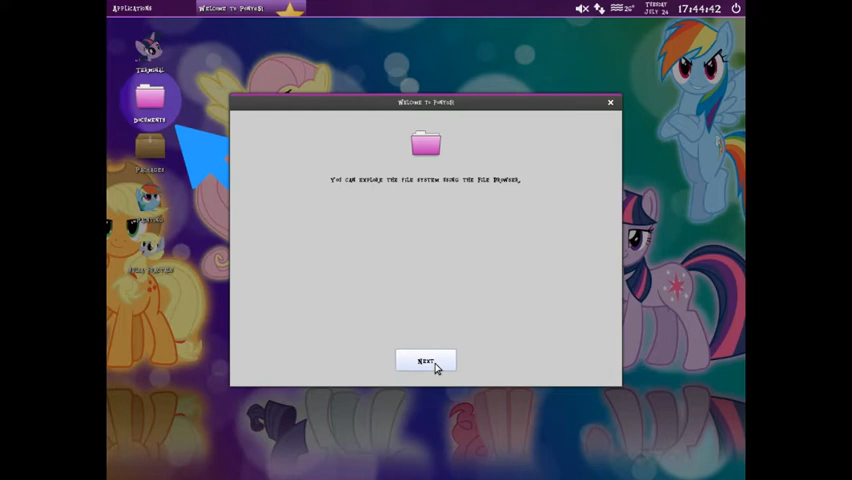 Applications
Welcome to PonyOS!
26°
Tuesday
July 24
17:44:42
Terminal
Documents
Packages
Welcome to PonyOS!
You can explore the file system using the File Browser.
Next